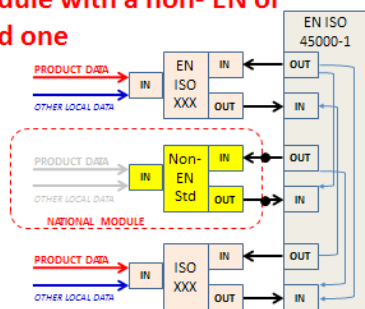 dule with a non- EN or
d one
EN ISO
45000-1
PRODUCT DATA
IN
OTHER LOCAL DATA
EN
ISO
XXX
IN
OUT
OUT
IN
PRODUCT DATA
IN
OTHER LOCAL DATA
NATIONAL MODULE
Non-
EN
Std
IN
OUT
OUT
IN
PRODUCT DATA
IN
OTHER LOCAL DATA
ISO
XXX
IN
OUT
OUT
IN